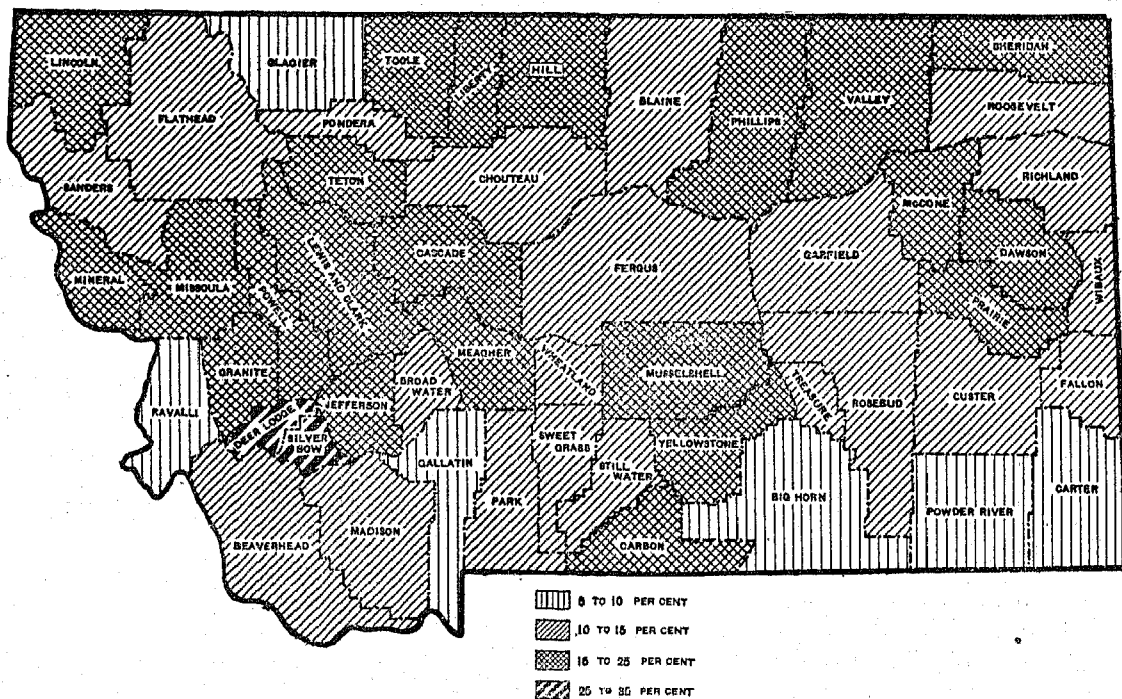 LINCOLN
FLATHEAD
GLACIER
TOOLE
LIBERTY
HILL
BLAINE
PHILLIPS
VALLEY
SHERIDAN
ROOSEVELT
PONDERA
SANDERS
TETON
CHOUTEAU
McCONE
RICHLAND
MINERAL
MISSOULA
POWELL
LEWIS AND CLARK
CASCADE
FERGUS
GARFIELD
DAWSON
WIBAUX
PRAIRIE
GRANITE
RAVALLI
DEER LODGE
SILVER
BOW
JEFFERSON
BROAD
WATER
MEAGHER
WHEATLAND
MUSSELSHELL
TREASURE
ROSEBUD
CUSTER
FALLON
GALLATIN
SWEET
GRASS
STILL
WATER
YELLOWSTONE
BIG HORN
POWDER RIVER
CARTER
BEAVERHEAD
MADISON
PARK
CARBON
TO 10 PER CENT
10 TO 15 PER CENT
15 TO 25 PER CENT
25 TO 35 PER CENT